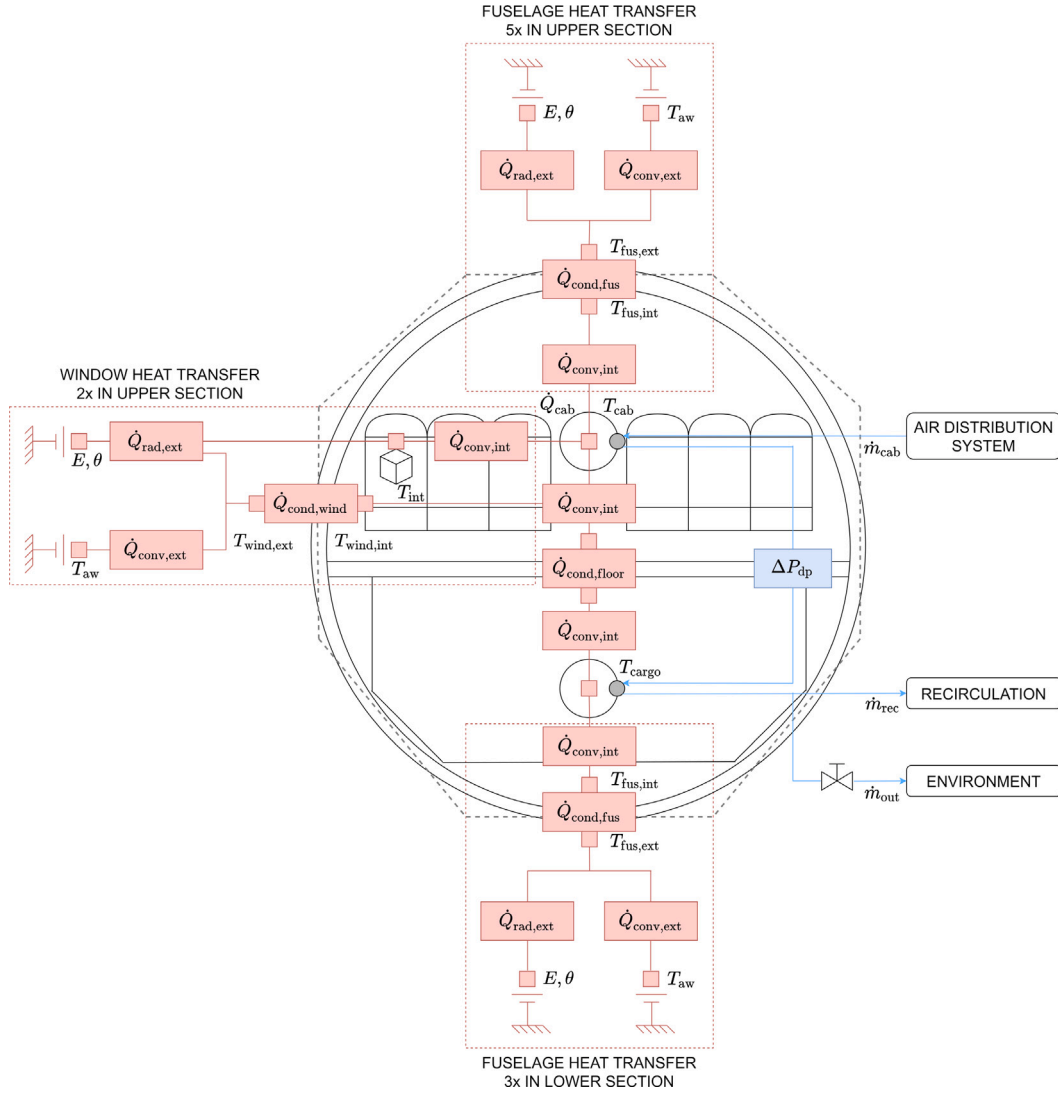 FUSELAGE HEAT TRANSFER
5x IN UPPER SECTION
E, θ
T_aw
Q̇_rad,ext
Q̇_conv,ext
T_fus,ext
Q̇_cond,fus
T_fus,int
Q̇_conv,int
WINDOW HEAT TRANSFER
2x IN UPPER SECTION
Q̇_cab
T_cab
Q̇_rad,ext
Q̇_conv,int
AIR DISTRIBUTION
SYSTEM
ṁ_cab
E, θ
T_int
Q̇_cond,wind
Q̇_conv,int
T_wind,ext
T_wind,int
Q̇_conv,ext
T_aw
Q̇_cond,floor
ΔP_dp
Q̇_conv,int
T_cargo
RECIRCULATION
ṁ_rec
Q̇_conv,int
T_fus,int
ENVIRONMENT
ṁ_out
Q̇_cond,fus
T_fus,ext
Q̇_rad,ext
Q̇_conv,ext
E, θ
T_aw
FUSELAGE HEAT TRANSFER
3x IN LOWER SECTION